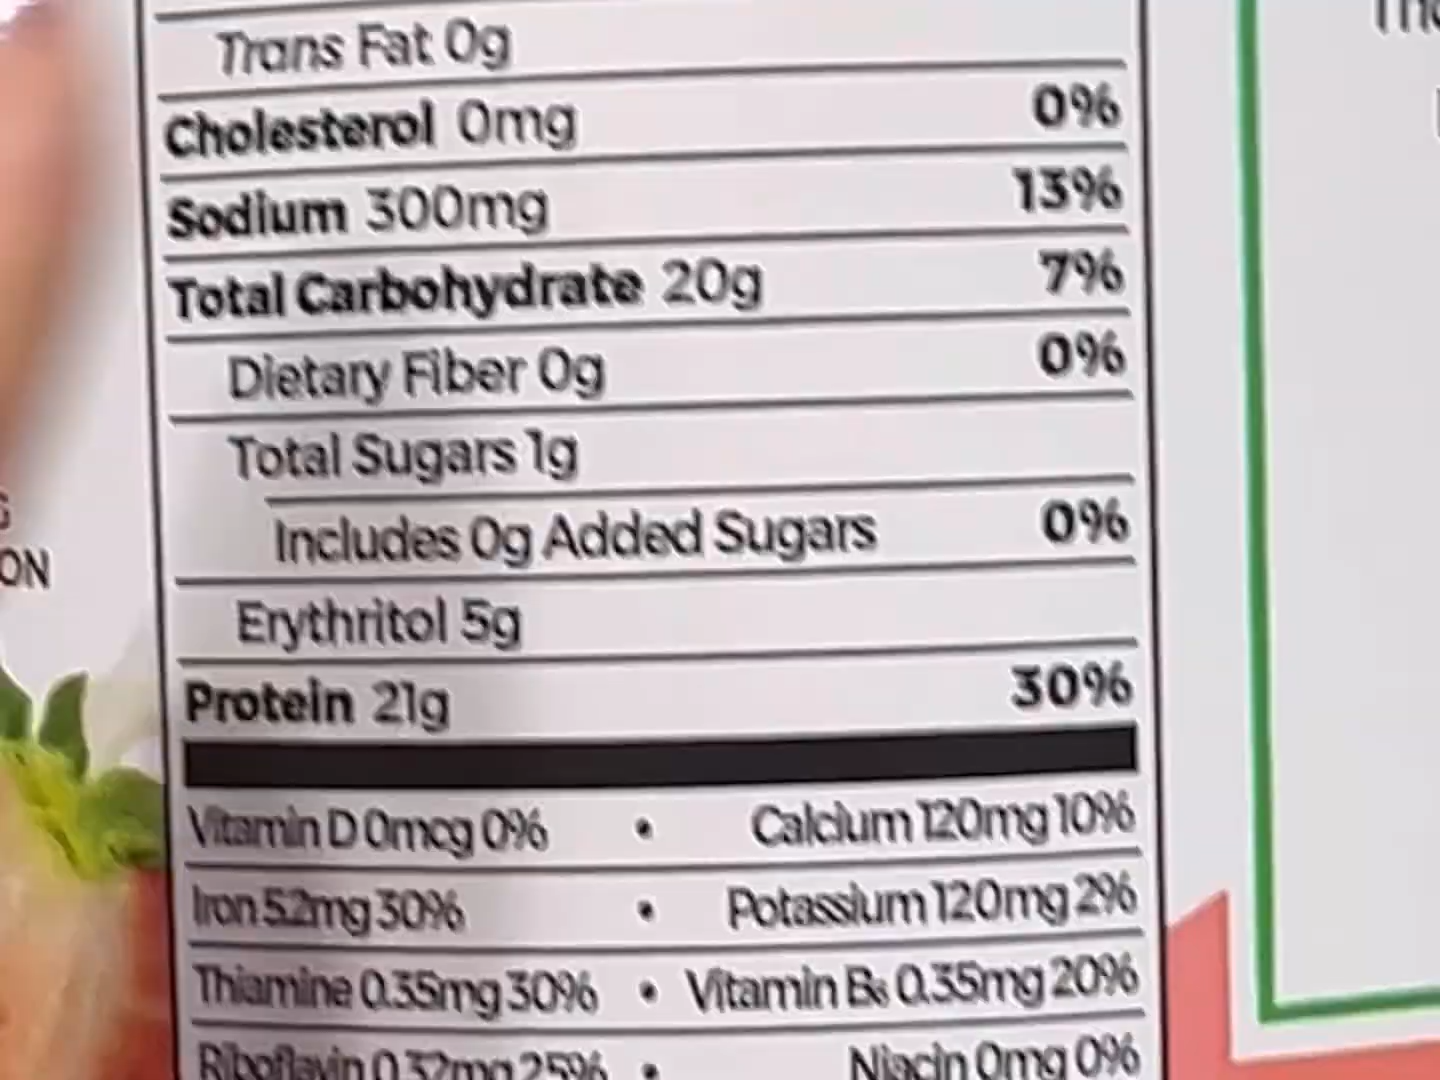 Trans Fat 0g
Cholesterol 0mg 0%
Sodium 300mg 13%
Total Carbohydrate 20g 7%
Dietary Fiber 0g 0%
Total Sugars 1g
Includes 0g Added Sugars 0%
Erythritol 5g
Protein 21g 30%
Vitamin D 0mcg 0% • Calcium 120mg 10%
Iron 5.2mg 30% • Potassium 120mg 2%
Thiamine 0.35mg 30% • Vitamin B₆ 0.35mg 20%
Riboflavin 0.32mg 25% • Niacin 0mg 0%
ON